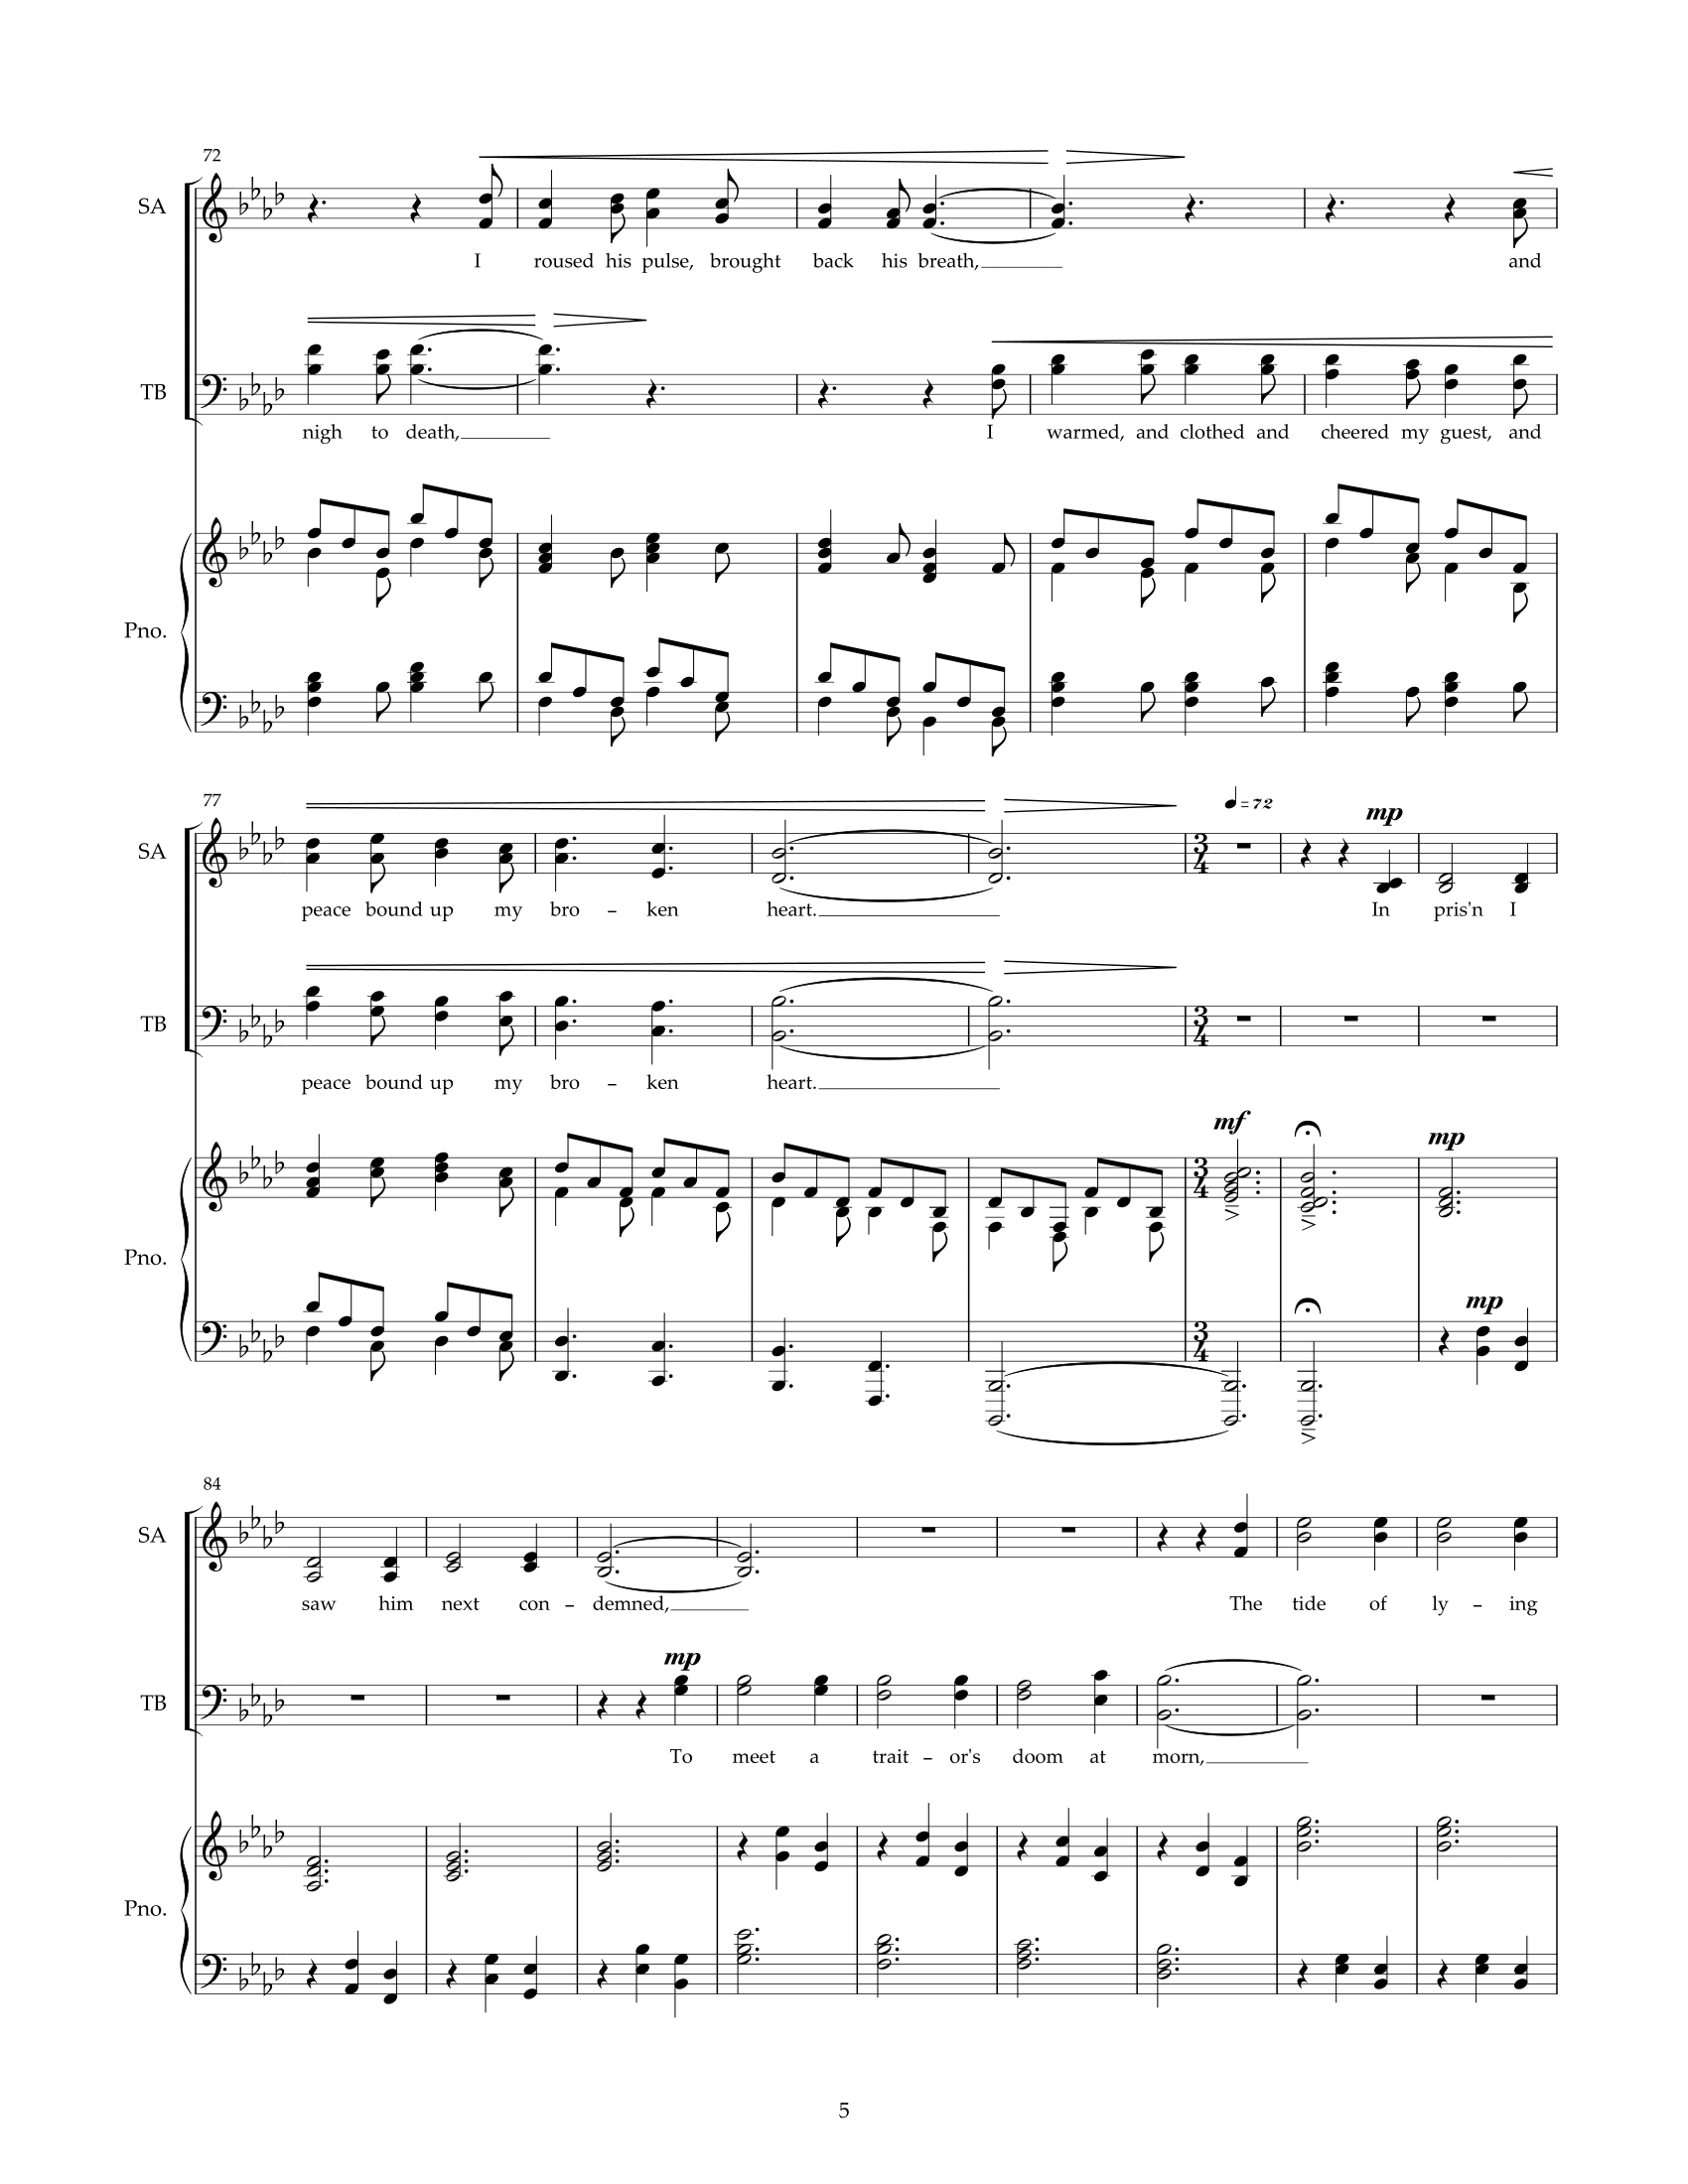 72
SA
I roused his pulse, brought back his breath, and
TB
nigh to death, I warmed, and clothed and cheered my guest, and
Pno.
77
= 72
mp
SA
peace bound up my bro - ken heart. In pris'n I
TB
peace bound up my bro - ken heart.
mf mp
3 4
mp
Pno.
84
SA
saw him next con - demned, The tide of ly - ing
mp
TB
To meet a trait - or's doom at morn,
Pno.
5